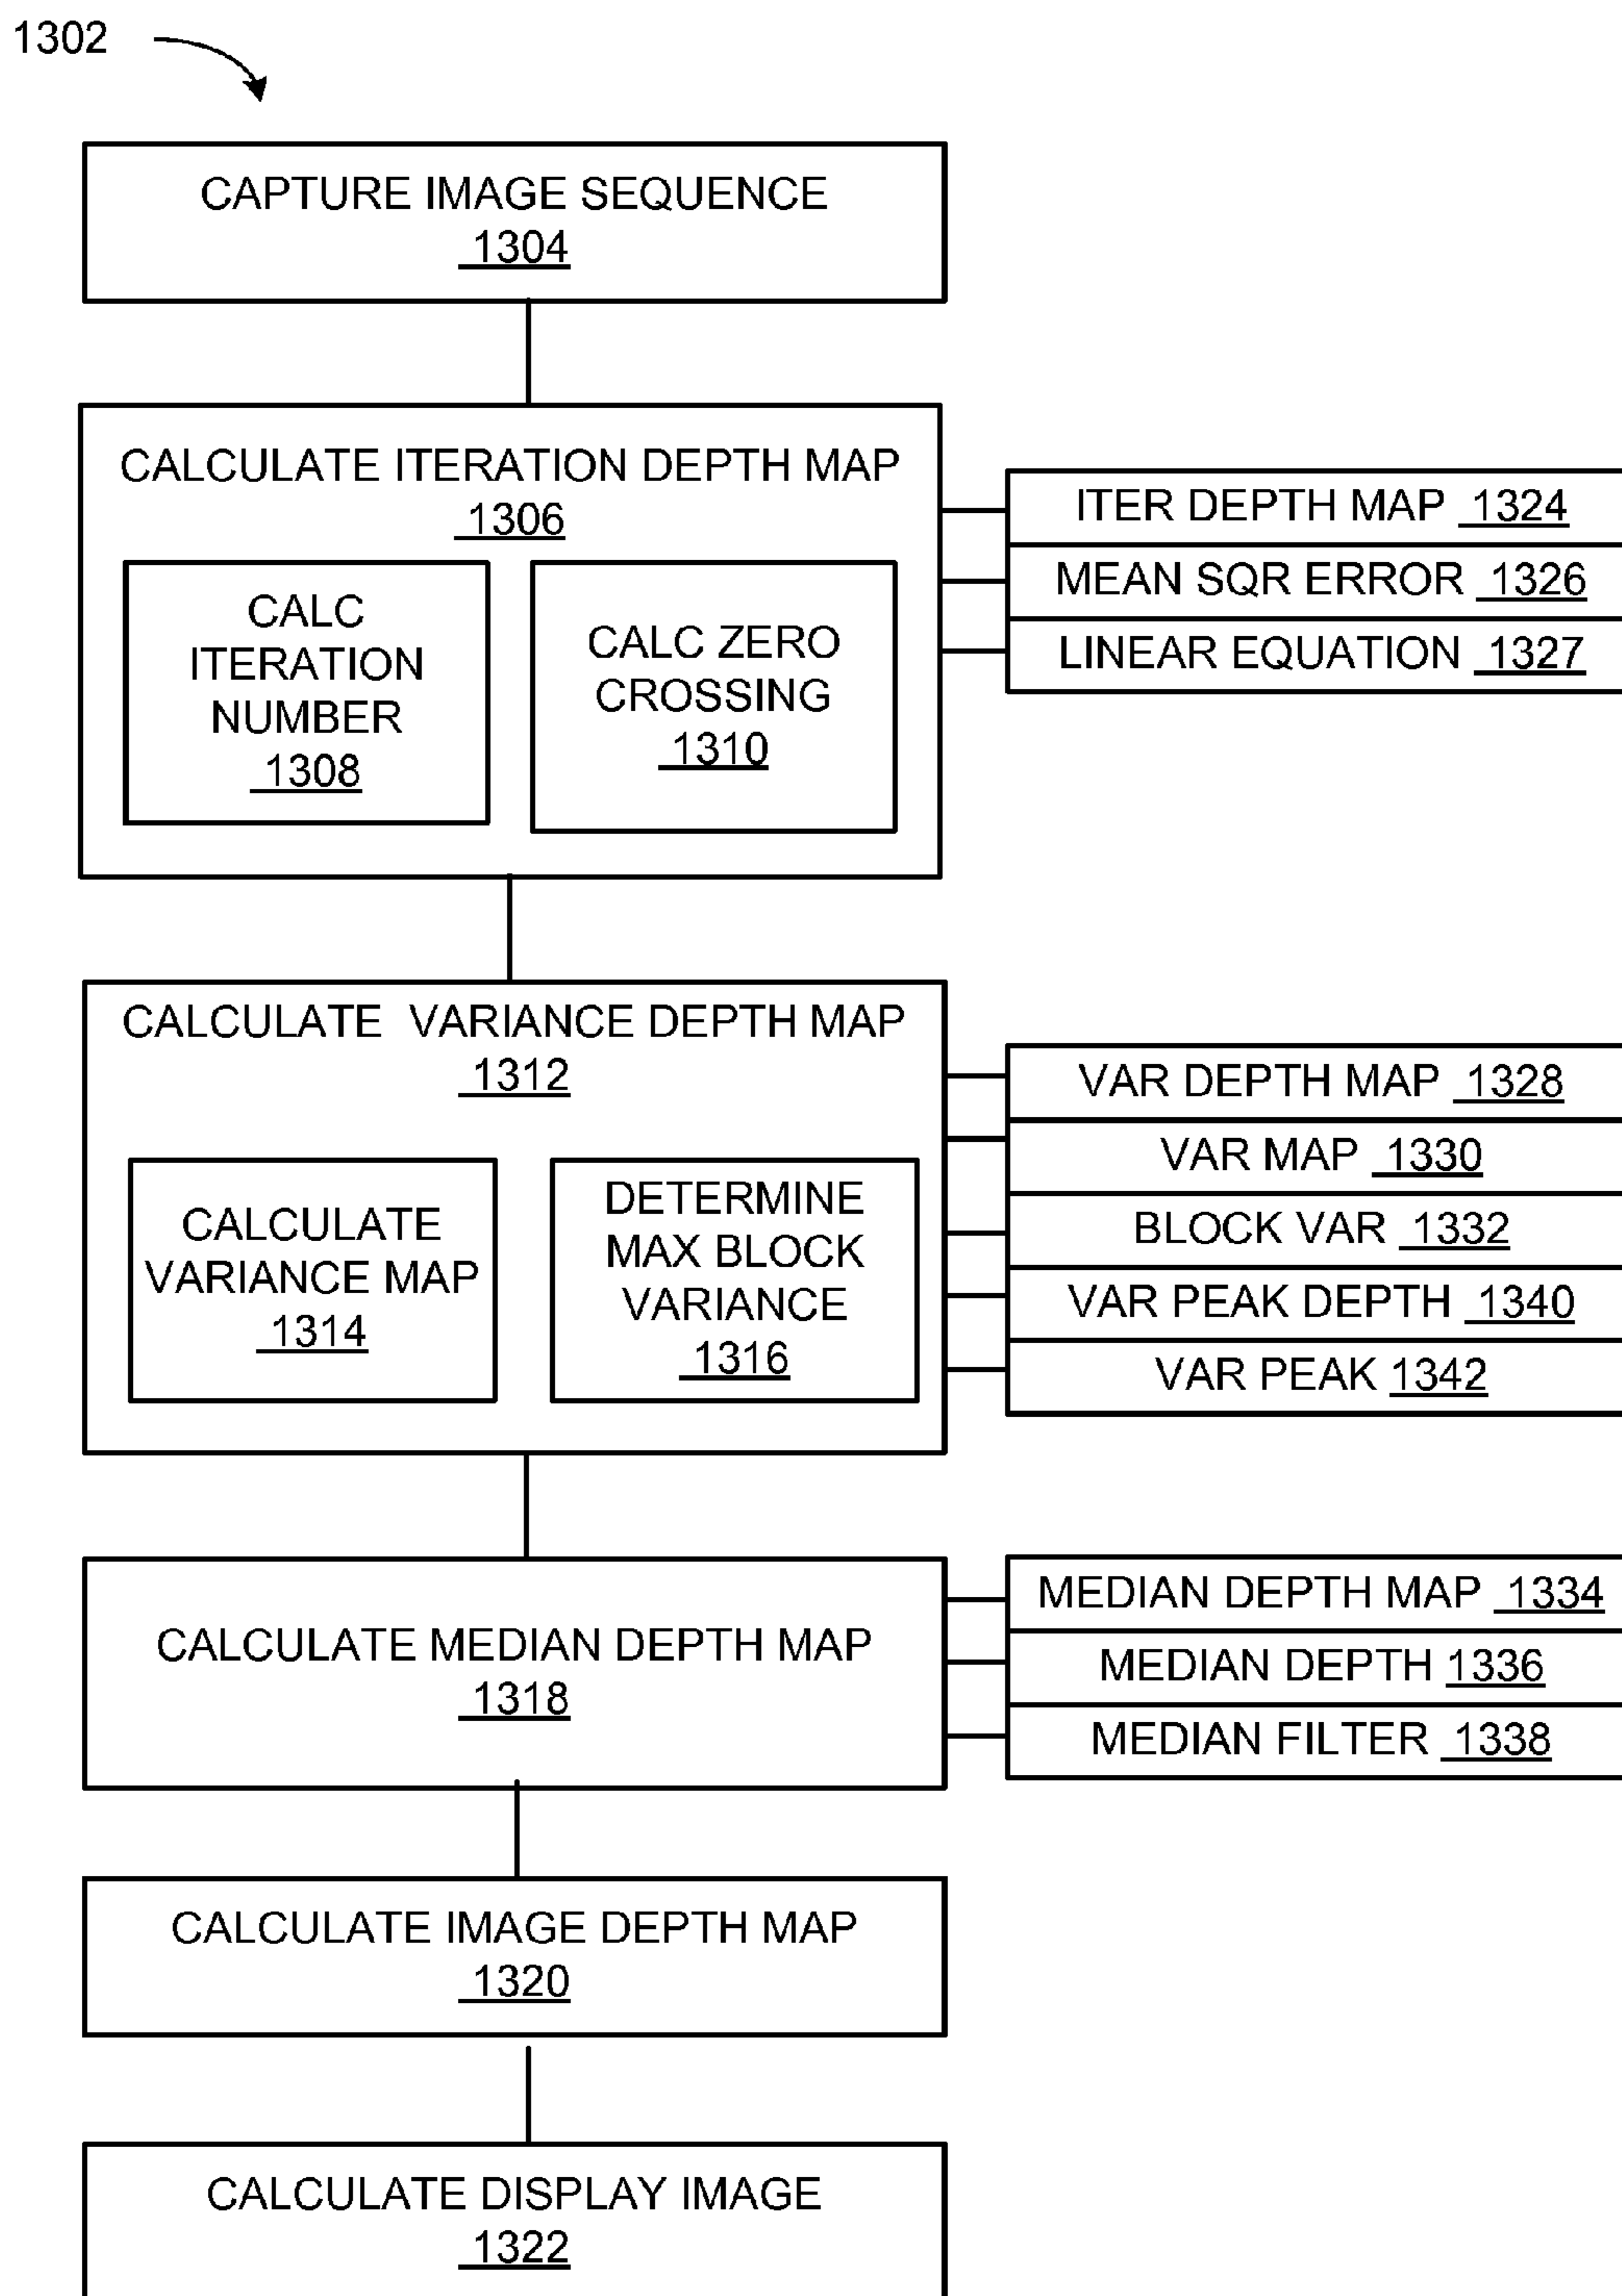 1302
CAPTURE IMAGE SEQUENCE
1304
CALCULATE ITERATION DEPTH MAP
1306
CALC
ITERATION
NUMBER
1308
CALC ZERO
CROSSING
1310
ITER DEPTH MAP 1324
MEAN SQR ERROR 1326
LINEAR EQUATION 1327
CALCULATE VARIANCE DEPTH MAP
1312
CALCULATE
VARIANCE MAP
1314
DETERMINE
MAX BLOCK
VARIANCE
1316
VAR DEPTH MAP 1328
VAR MAP 1330
BLOCK VAR 1332
VAR PEAK DEPTH 1340
VAR PEAK 1342
CALCULATE MEDIAN DEPTH MAP
1318
MEDIAN DEPTH MAP 1334
MEDIAN DEPTH 1336
MEDIAN FILTER 1338
CALCULATE IMAGE DEPTH MAP
1320
CALCULATE DISPLAY IMAGE
1322